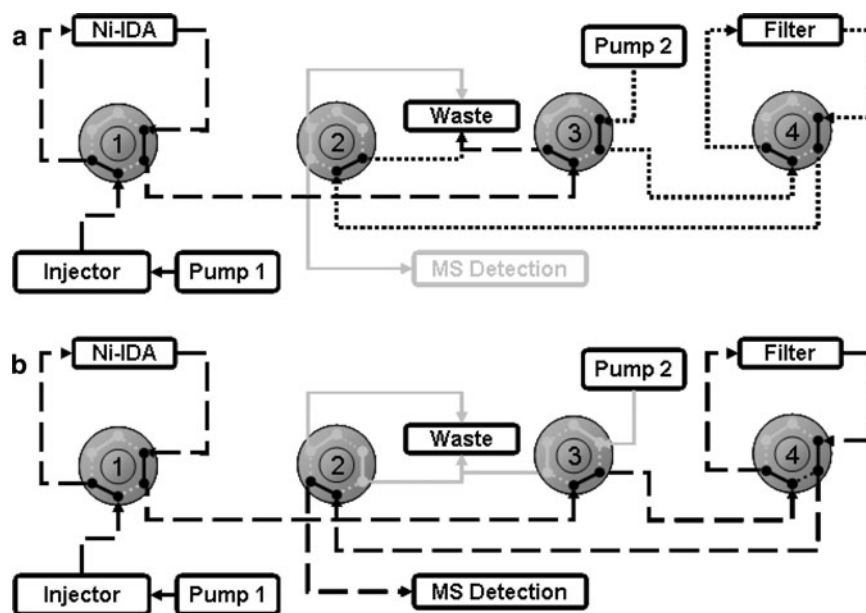 a
Ni-IDA
Pump 2
Filter
Waste
1
2
3
4
Injector
Pump 1
MS Detection
b
Ni-IDA
Pump 2
Filter
Waste
1
2
3
4
Injector
Pump 1
MS Detection